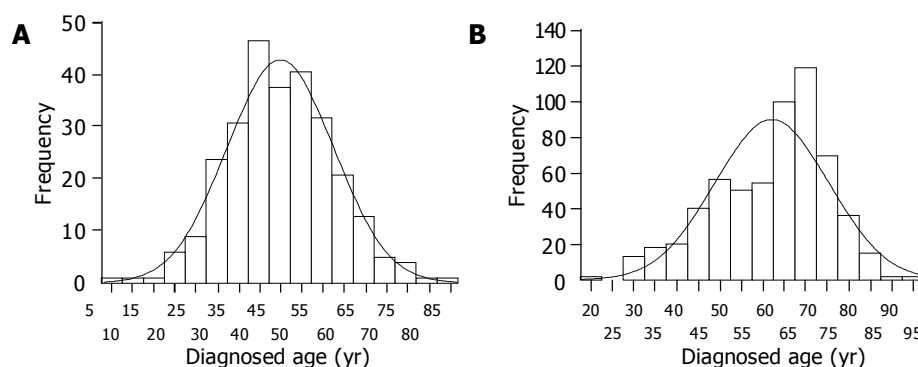 A
Frequency
50
40
30
20
10
0
5 15 25 35 45 55 65 75 85
10 20 30 40 50 60 70 80
Diagnosed age (yr)
B
Frequency
140
120
100
80
60
40
20
0
20 30 40 50 60 70 80 90
25 35 45 55 65 75 85 95
Diagnosed age (yr)